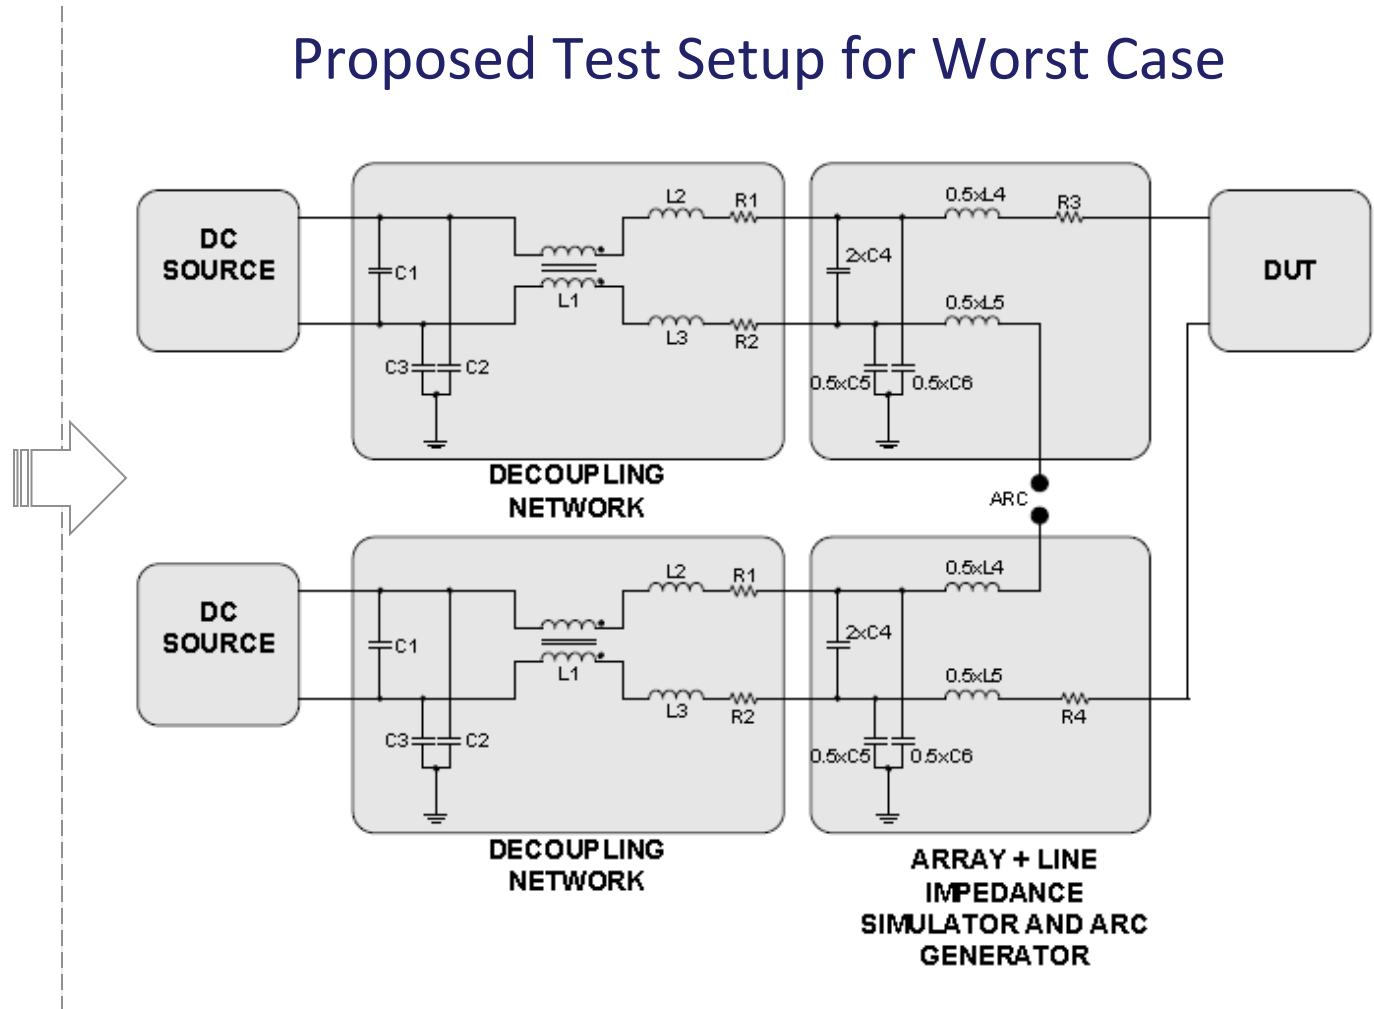 Proposed Test Setup for Worst Case
DC
SOURCE
C1
C3
C2
L1
L2
R1
L3
R2
DECOUPLING
NETWORK
2xC4
0.5xC5
0.5xC6
0.5xL4
R3
0.5xL5
DUT
ARC
DC
SOURCE
C1
C3
C2
L1
L2
R1
L3
R2
DECOUPLING
NETWORK
2xC4
0.5xC5
0.5xC6
0.5xL4
0.5xL5
R4
ARRAY + LINE
IMPEDANCE
SIMULATOR AND ARC
GENERATOR